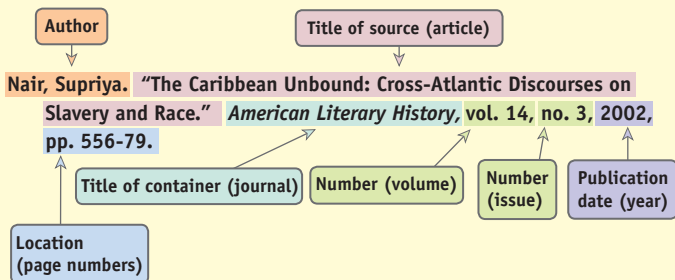 Author
Title of source (article)
Nair, Supriya. “The Caribbean Unbound: Cross-Atlantic Discourses on
Slavery and Race.” American Literary History, vol. 14, no. 3, 2002,
pp. 556-79.
Title of container (journal)
Number (volume)
Number
(issue)
Publication
date (year)
Location
(page numbers)